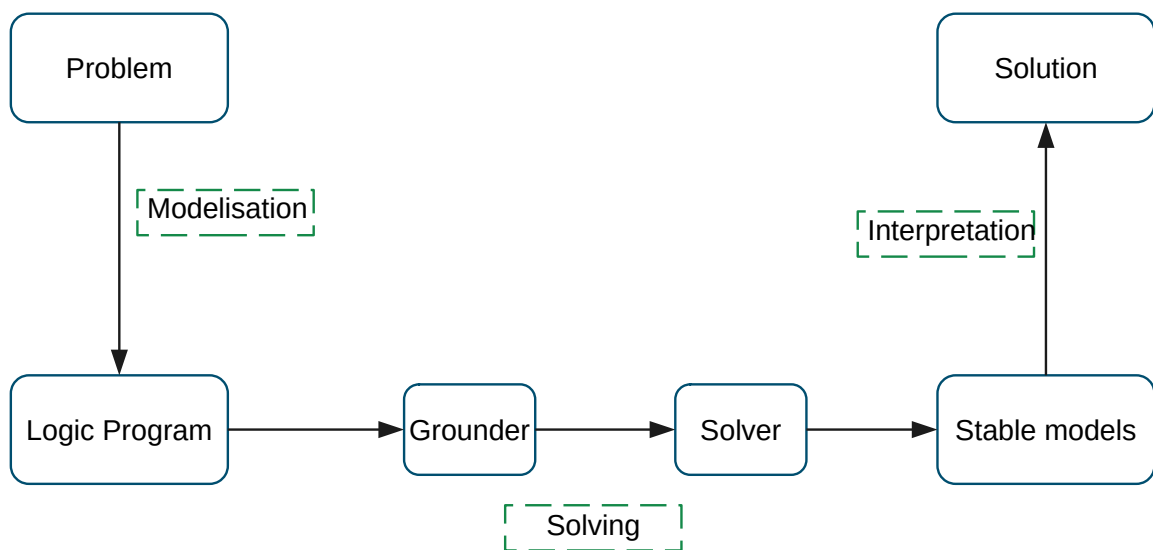 Problem
Solution
Modelisation
Interpretation
Logic Program
Grounder
Solver
Stable models
Solving